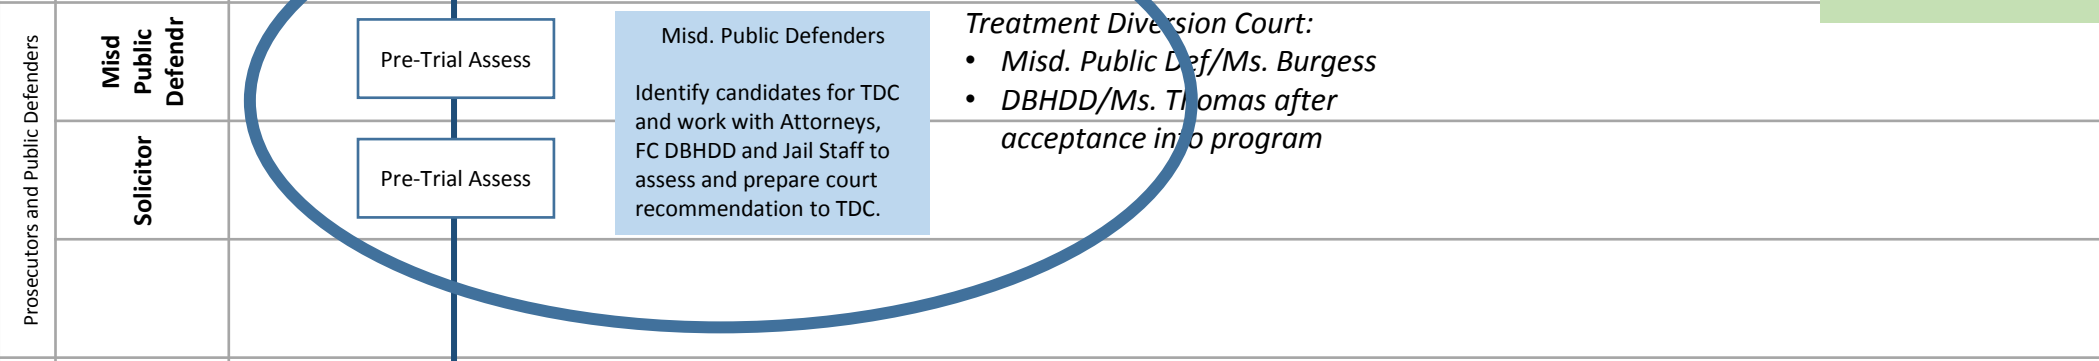 Prosecutors and Public Defenders
Misd
Public
Defendr
Pre-Trial Assess
Solicitor
Pre-Trial Assess
Misd. Public Defenders
Identify candidates for TDC
and work with Attorneys,
FC DBHDD and Jail Staff to
assess and prepare court
recommendation to TDC.
Treatment Diversion Court:
• Misd. Public Def/Ms. Burgess
• DBHDD/Ms. Thomas after
acceptance into program